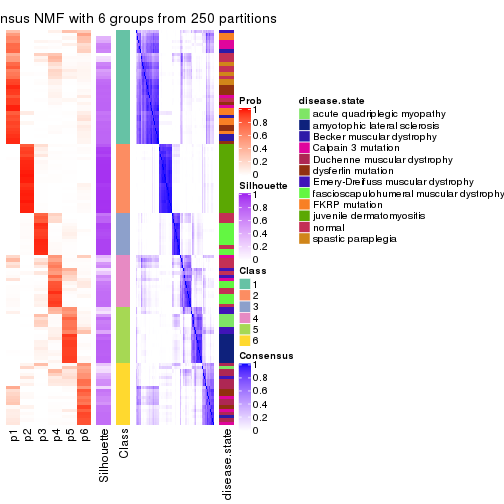 nsus NMF with 6 groups from 250 partitions
p1
p2
p3
p4
p5
p6
Silhouette
Class
disease.state
Prob
1
0.8
0.6
0.4
0.2
0
Silhouette
1
0.8
0.6
0.4
0.2
0
Class
1
2
3
4
5
6
Consensus
1
0.8
0.6
0.4
0.2
0
disease.state
acute quadriplegic myopathy
amyotophic lateral sclerosis
Becker muscular dystrophy
Calpain 3 mutation
Duchenne muscular dystrophy
dysferlin mutation
Emery-Dreifuss muscular dystrophy
fascioscapulohumeral muscular dystrophy
FKRP mutation
juvenile dermatomyositis
normal
spastic paraplegia